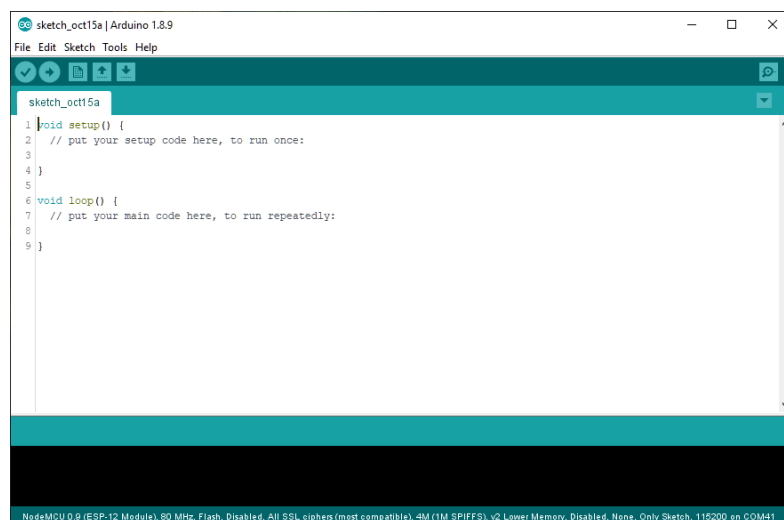 sketch_oct15a | Arduino 1.8.9
File Edit Sketch Tools Help
sketch_oct15a
1 void setup() {
2 // put your setup code here, to run once:
3
4 }
5
6 void loop() {
7 // put your main code here, to run repeatedly:
8
9 }
NodeMCU 0.9 (ESP-12 Module), 80 MHz, Flash, Disabled, All SSL ciphers (most compatible), 4M (1M SPIFFS), v2 Lower Memory, Disabled, None, Only Sketch, 115200 on COM41